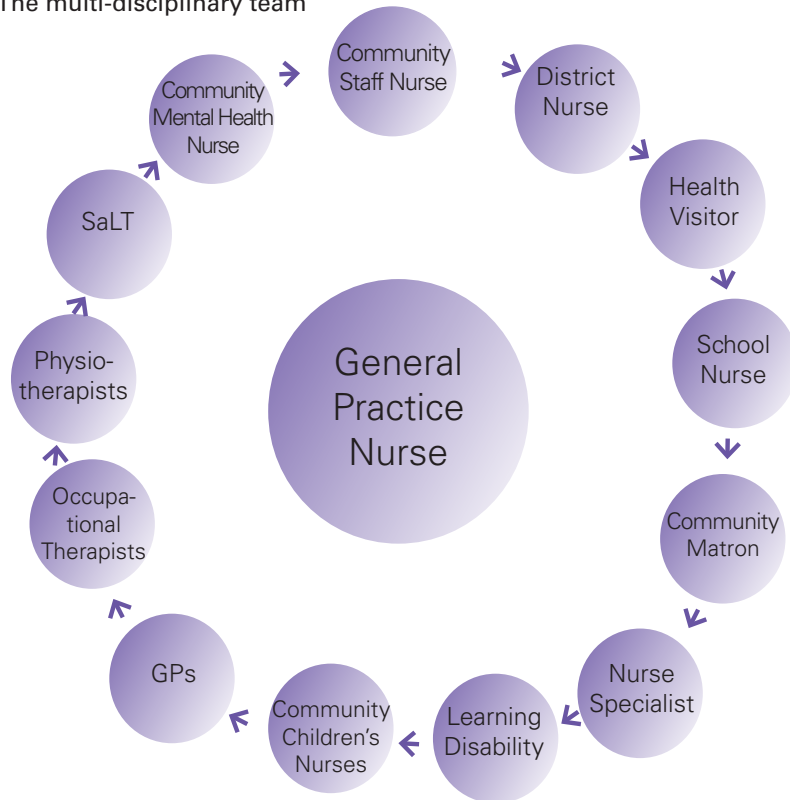 The multi-disciplinary team
Community
Staff Nurse
District
Nurse
Health
Visitor
School
Nurse
Community
Matron
Nurse
Specialist
Learning
Disability
Community
Children's
Nurses
GPs
Occupa-
tional
Therapists
Physio-
therapists
SaLT
Community
Mental Health
Nurse
General
Practice
Nurse